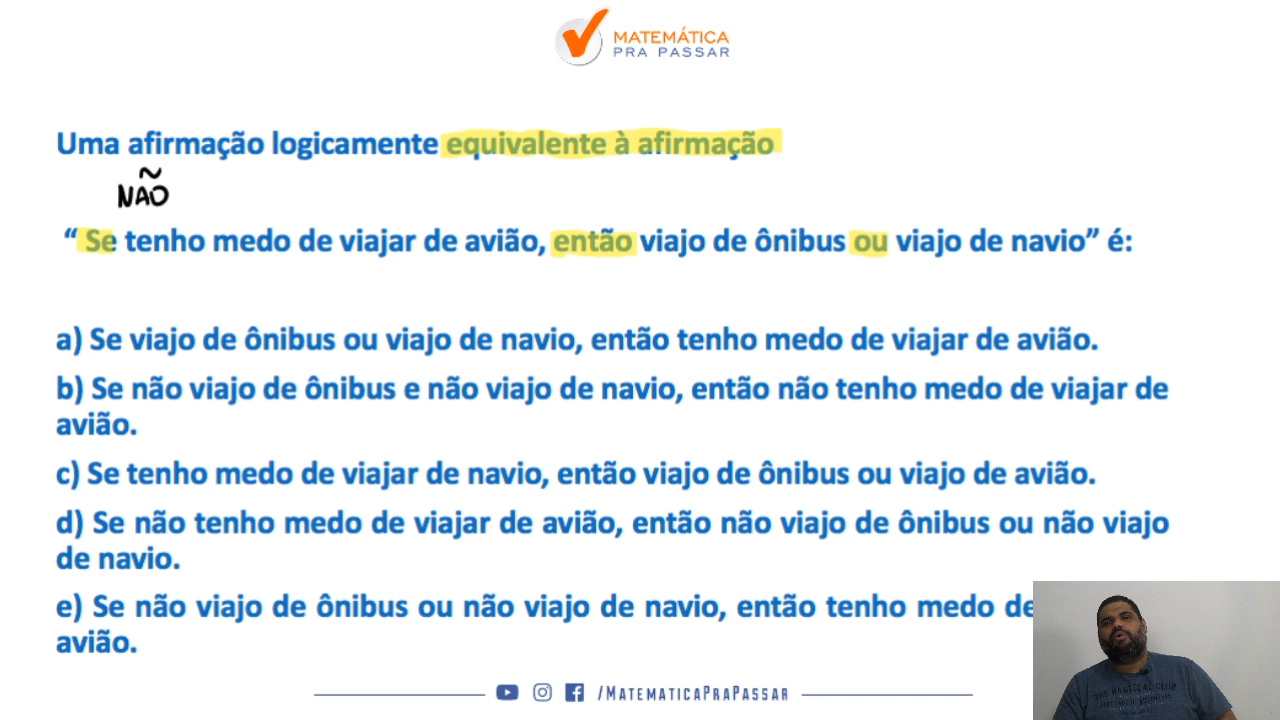 MATEMÁTICA
PRA PASSAR
Uma afirmação logicamente equivalente à afirmação
~
NÃO
“ Se tenho medo de viajar de avião, então viajo de ônibus ou viajo de navio” é:
a) Se viajo de ônibus ou viajo de navio, então tenho medo de viajar de avião.
b) Se não viajo de ônibus e não viajo de navio, então não tenho medo de viajar de
avião.
c) Se tenho medo de viajar de navio, então viajo de ônibus ou viajo de avião.
d) Se não tenho medo de viajar de avião, então não viajo de ônibus ou não viajo
de navio.
e) Se não viajo de ônibus ou não viajo de navio, então tenho medo de
avião.
/MATEMATICAPRAPASSAR
THE NAUTICAL CLUB